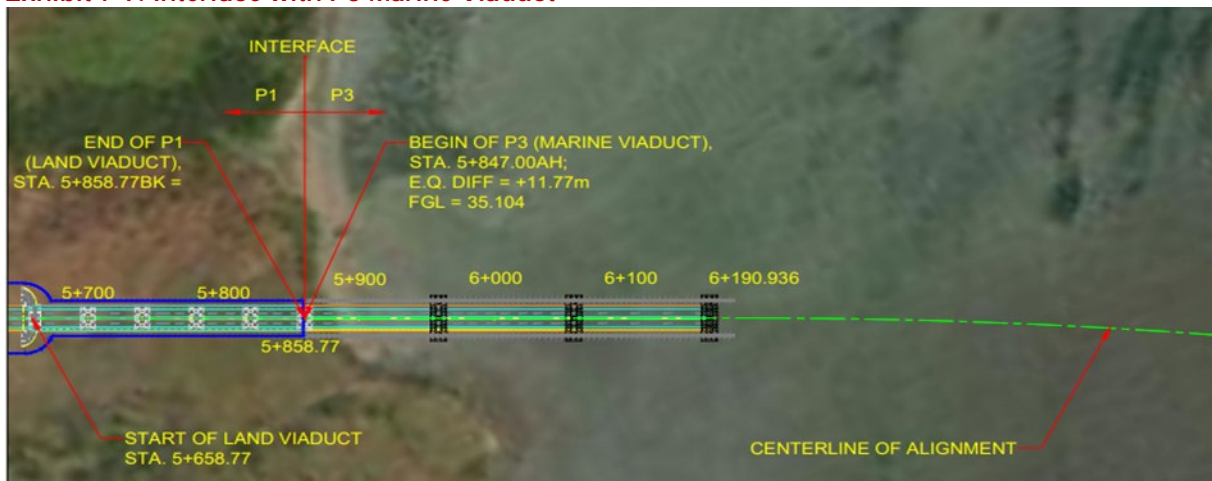 INTERFACE
P1
P3
END OF P1
(LAND VIADUCT),
STA. 5+858.77BK =
BEGIN OF P3 (MARINE VIADUCT),
STA. 5+847.00AH;
E.Q. DIFF = +11.77m
FGL = 35.104
5+700
5+800
5+900
6+000
6+100
6+190.936
5+858.77
START OF LAND VIADUCT
STA. 5+658.77
CENTERLINE OF ALIGNMENT